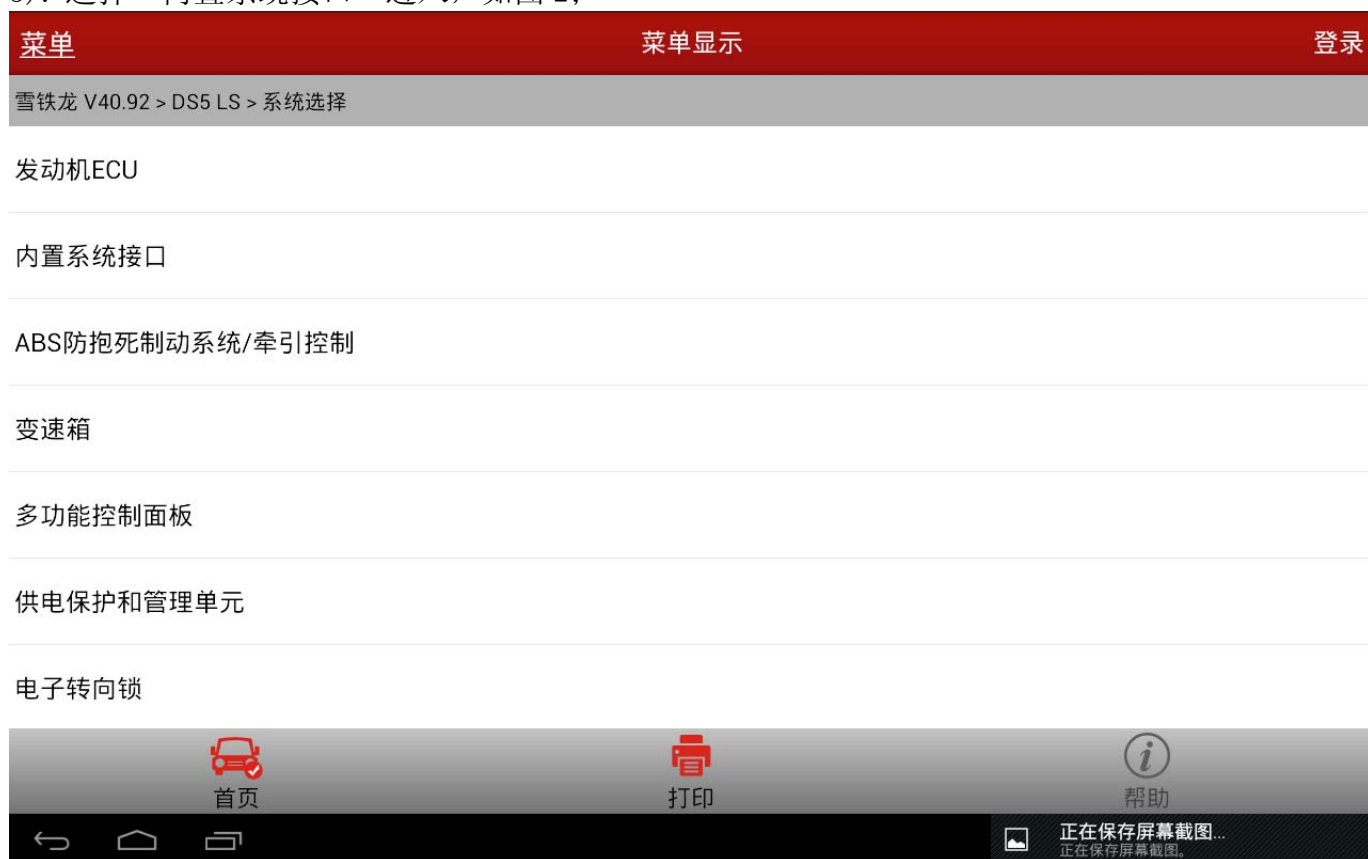 菜单
菜单显示
登录
雪铁龙 V40.92 > DS5 LS > 系统选择
发动机ECU
内置系统接口
ABS防抱死制动系统/牵引控制
变速箱
多功能控制面板
供电保护和管理单元
电子转向锁
首页
打印
帮助
正在保存屏幕截图...
正在保存屏幕截图。